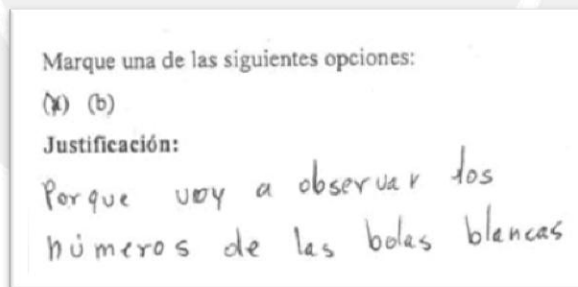 Marque una de las siguientes opciones:
(X) (b)
Justificación:
Porque voy a observar los
números de las bolas blancas